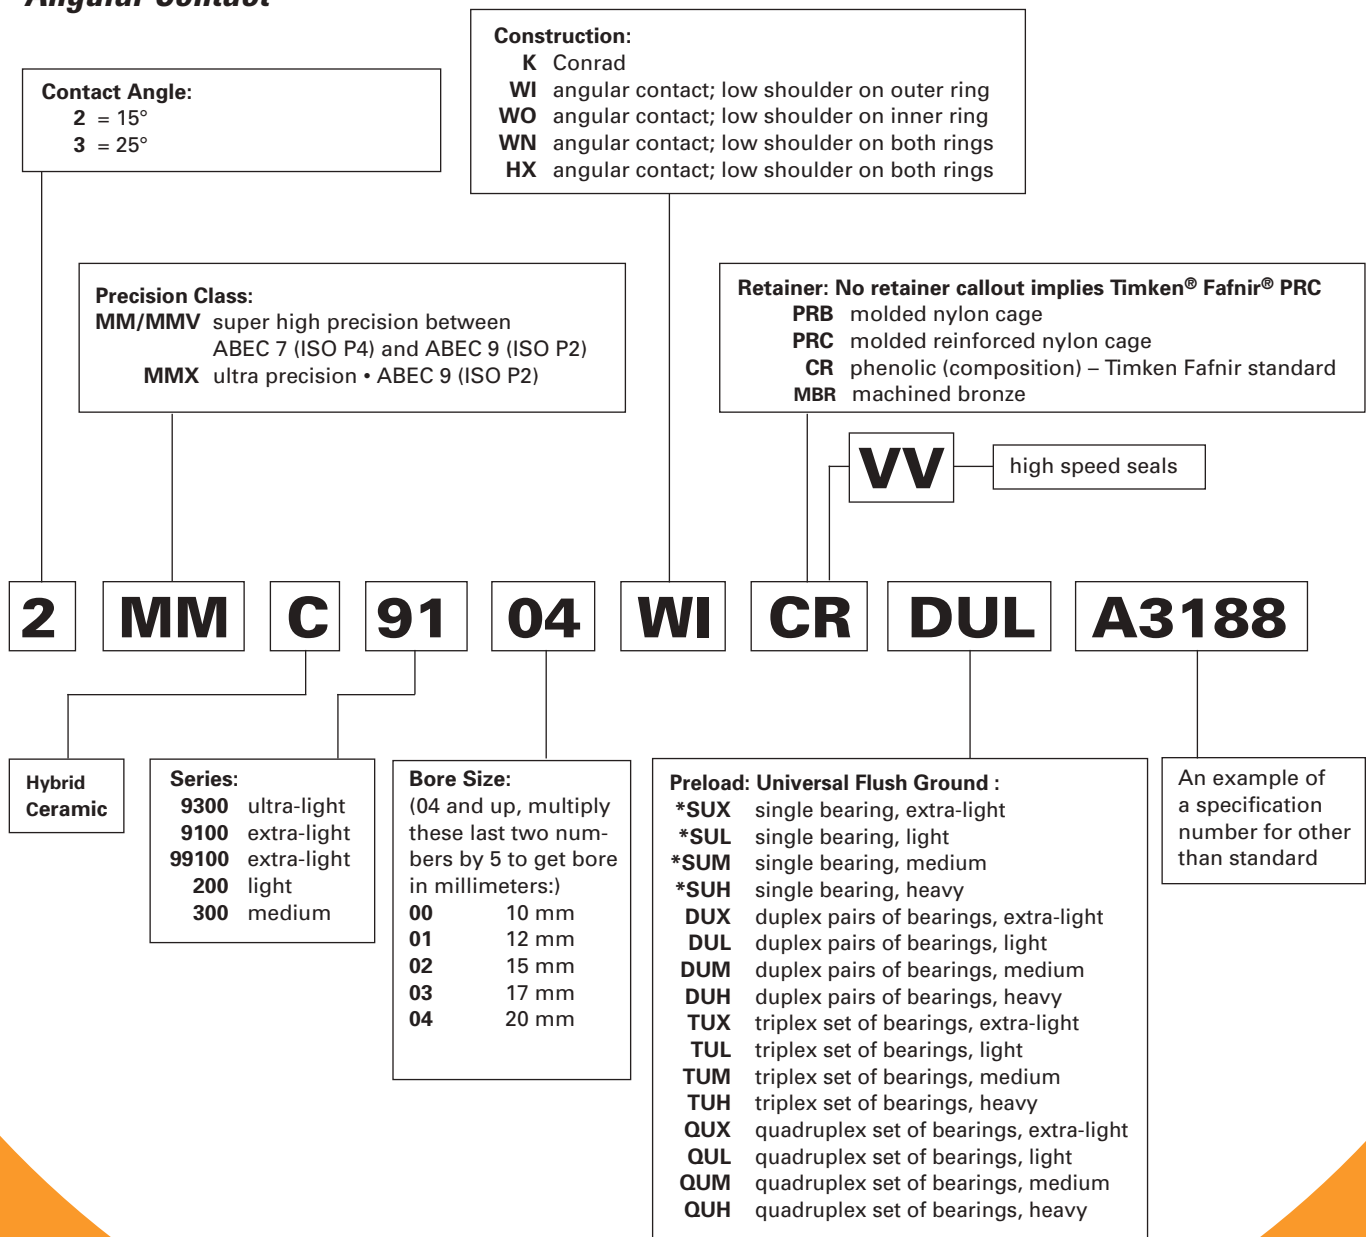 Angular Contact
Construction:
K Conrad
WI angular contact; low shoulder on outer ring
WO angular contact; low shoulder on inner ring
WN angular contact; low shoulder on both rings
HX angular contact; low shoulder on both rings
Contact Angle:
2 = 15°
3 = 25°
Precision Class:
MM/MMV super high precision between
ABEC 7 (ISO P4) and ABEC 9 (ISO P2)
MMX ultra precision • ABEC 9 (ISO P2)
Retainer: No retainer callout implies Timken® Fafnir® PRC
PRB molded nylon cage
PRC molded reinforced nylon cage
CR phenolic (composition) – Timken Fafnir standard
MBR machined bronze
VV high speed seals
2 MM C 91 04 WI CR DUL A3188
Hybrid
Ceramic
Series:
9300 ultra-light
9100 extra-light
99100 extra-light
200 light
300 medium
Bore Size:
(04 and up, multiply
these last two num-
bers by 5 to get bore
in millimeters:)
00 10 mm
01 12 mm
02 15 mm
03 17 mm
04 20 mm
Preload: Universal Flush Ground :
*SUX single bearing, extra-light
*SUL single bearing, light
*SUM single bearing, medium
*SUH single bearing, heavy
DUX duplex pairs of bearings, extra-light
DUL duplex pairs of bearings, light
DUM duplex pairs of bearings, medium
DUH duplex pairs of bearings, heavy
TUX triplex set of bearings, extra-light
TUL triplex set of bearings, light
TUM triplex set of bearings, medium
TUH triplex set of bearings, heavy
QUX quadruplex set of bearings, extra-light
QUL quadruplex set of bearings, light
QUM quadruplex set of bearings, medium
QUH quadruplex set of bearings, heavy
An example of
a specification
number for other
than standard